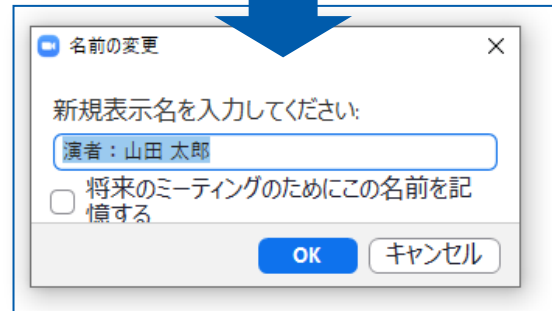 名前の変更
新規表示名を入力してください:
演者：山田 太郎
将来のミーティングのためにこの名前を記
憶する
OK キャンセル